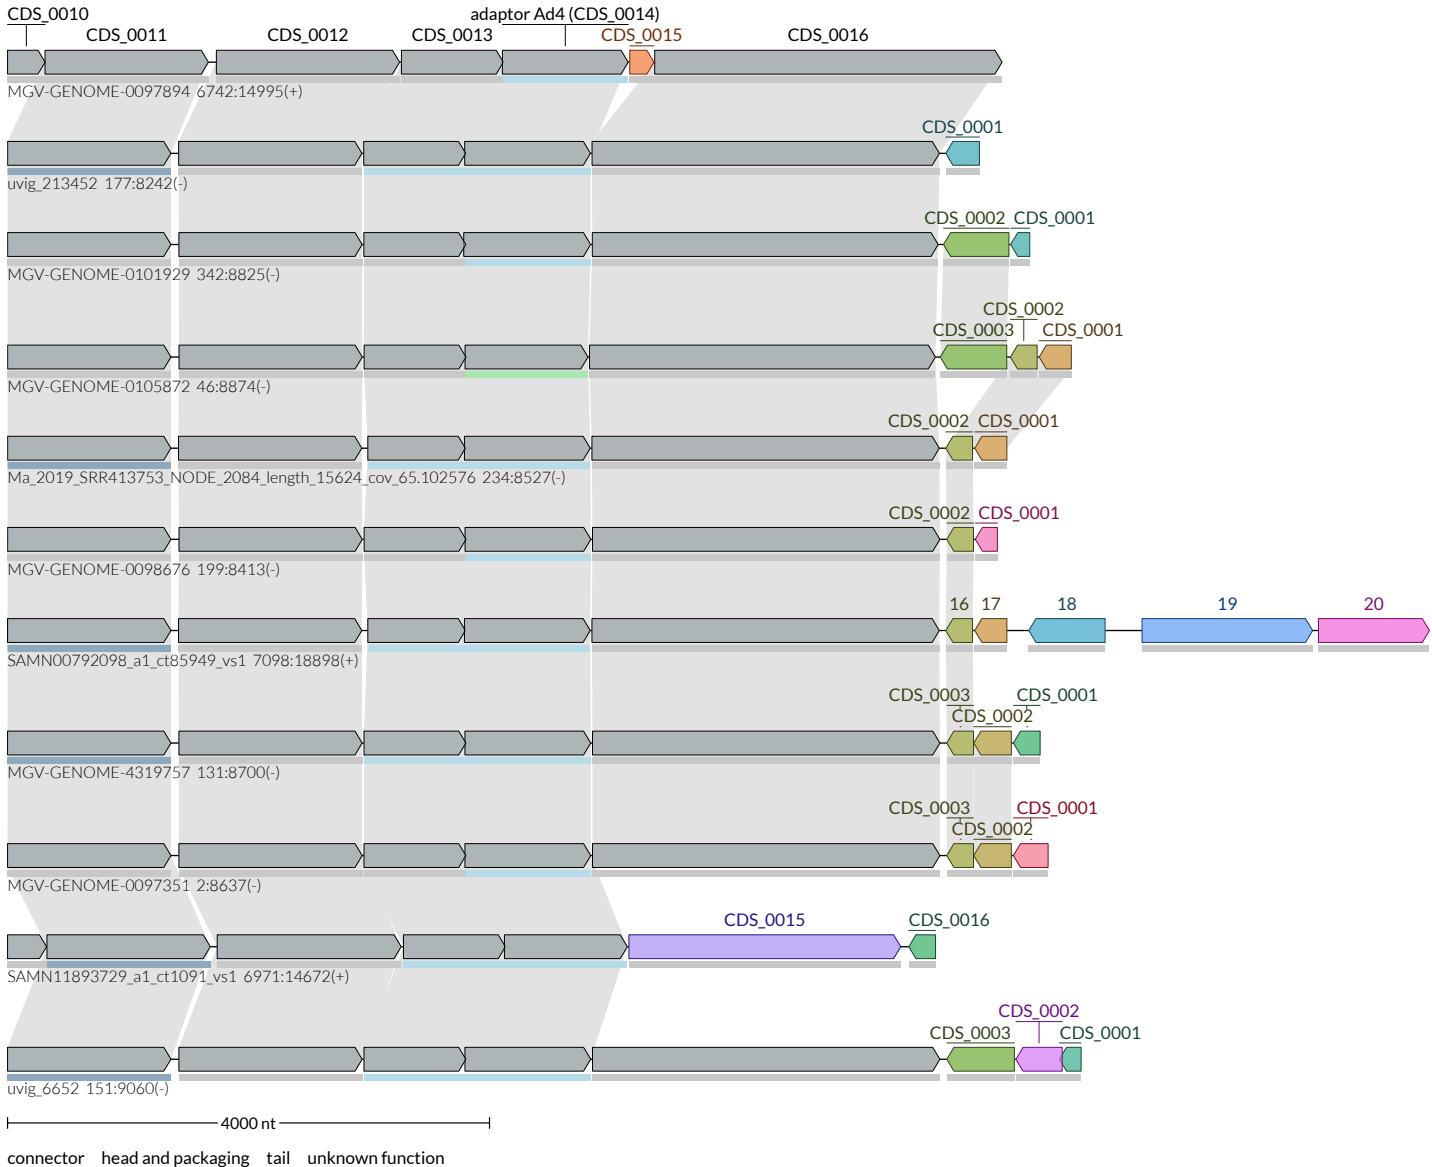 CDS_0010
adaptor Ad4 (CDS_0014)
CDS_0011 CDS_0012 CDS_0013 CDS_0015 CDS_0016
MGV-GENOME-0097894 6742:14995(+)
CDS_0001
uvig_213452 177:8242(-)
CDS_0002 CDS_0001
MGV-GENOME-0101929 342:8825(-)
CDS_0002
CDS_0003 CDS_0001
MGV-GENOME-0105872 46:8874(-)
CDS_0002 CDS_0001
Ma_2019_SRR413753_NODE_2084_length_15624_cov_65.102576 234:8527(-)
CDS_0002 CDS_0001
MGV-GENOME-0098676 199:8413(-)
16 17 18 19 20
SAMN00792098_a1_ct85949_vs1 7098:18898(+)
CDS_0003 CDS_0001
CDS_0002
MGV-GENOME-4319757 131:8700(-)
CDS_0003 CDS_0001
CDS_0002
MGV-GENOME-0097351 2:8637(-)
CDS_0015 CDS_0016
SAMN11893729_a1_ct1091_vs1 6971:14672(+)
CDS_0002
CDS_0003 CDS_0001
uvig_6652 151:9060(-)
4000 nt
connector head and packaging tail unknown function